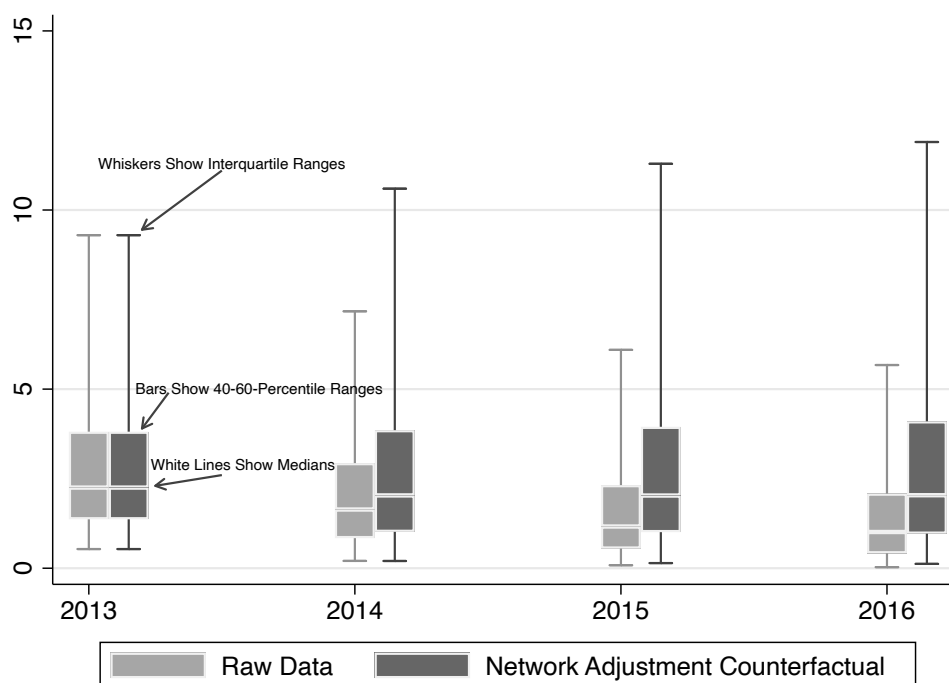 15
Whiskers Show Interquartile Ranges
10
5
Bars Show 40-60-Percentile Ranges
White Lines Show Medians
0
2013 2014 2015 2016
Raw Data Network Adjustment Counterfactual